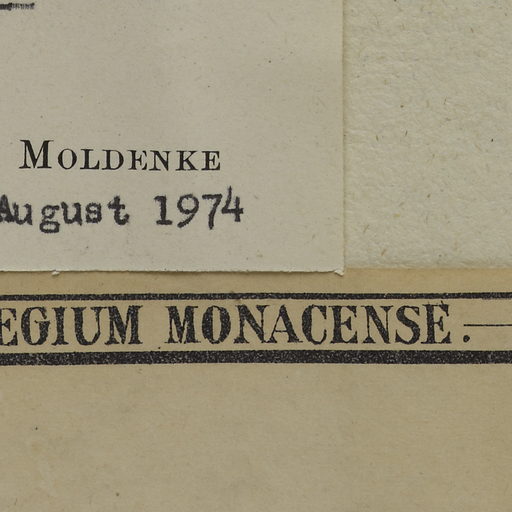 MOLDENKE
August 1974
EGIUM MONACENSE.